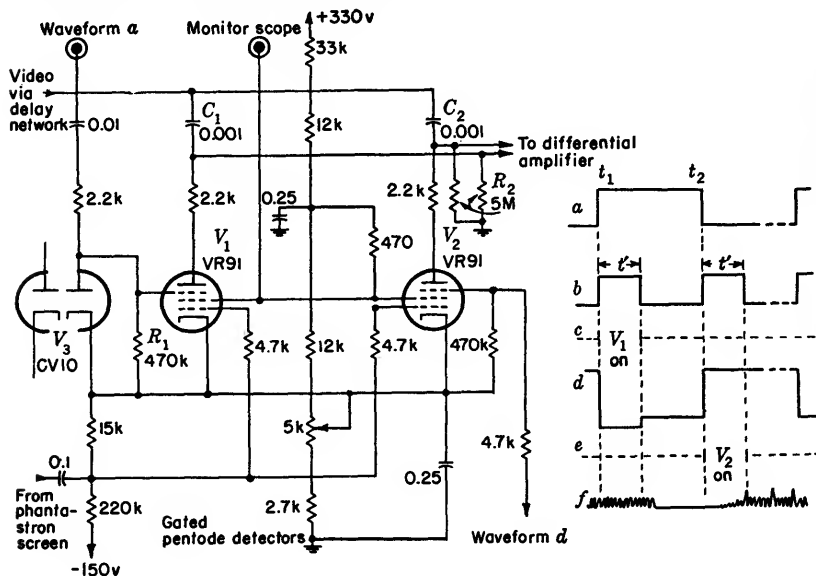 Waveform a
Monitor scope
+330v
33k
Video via delay network
0.01
C1
0.001
12k
C2
0.001
To differential amplifier
2.2k
2.2k
0.25
2.2k
R2
5M
470
V1
VR91
V2
VR91
V3
CV10
R1
470k
4.7k
12k
4.7k
470k
15k
5k
4.7k
0.1
0.25
From phanta-
stron screen
220k
2.7k
-150v
Gated pentode detectors
Waveform d
t1
t2
a
t'
t'
b
c
V1 on
d
e
V2 on
f